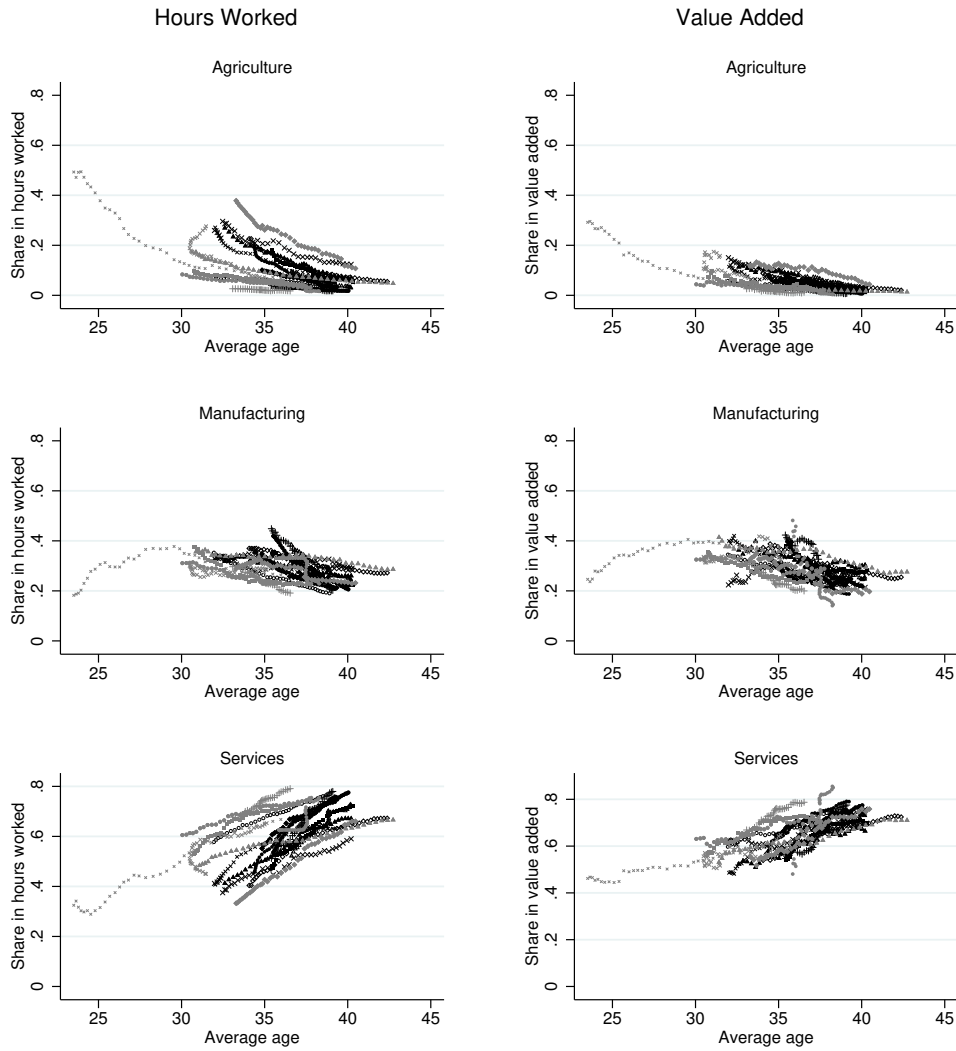 Hours Worked
Value Added
Agriculture
Share in hours worked
0 .2 .4 .6 .8
25 30 35 40 45
Average age
Agriculture
Share in value added
0 .2 .4 .6 .8
25 30 35 40 45
Average age
Manufacturing
Share in hours worked
0 .2 .4 .6 .8
25 30 35 40 45
Average age
Manufacturing
Share in value added
0 .2 .4 .6 .8
25 30 35 40 45
Average age
Services
Share in hours worked
0 .2 .4 .6 .8
25 30 35 40 45
Average age
Services
Share in value added
0 .2 .4 .6 .8
25 30 35 40 45
Average age